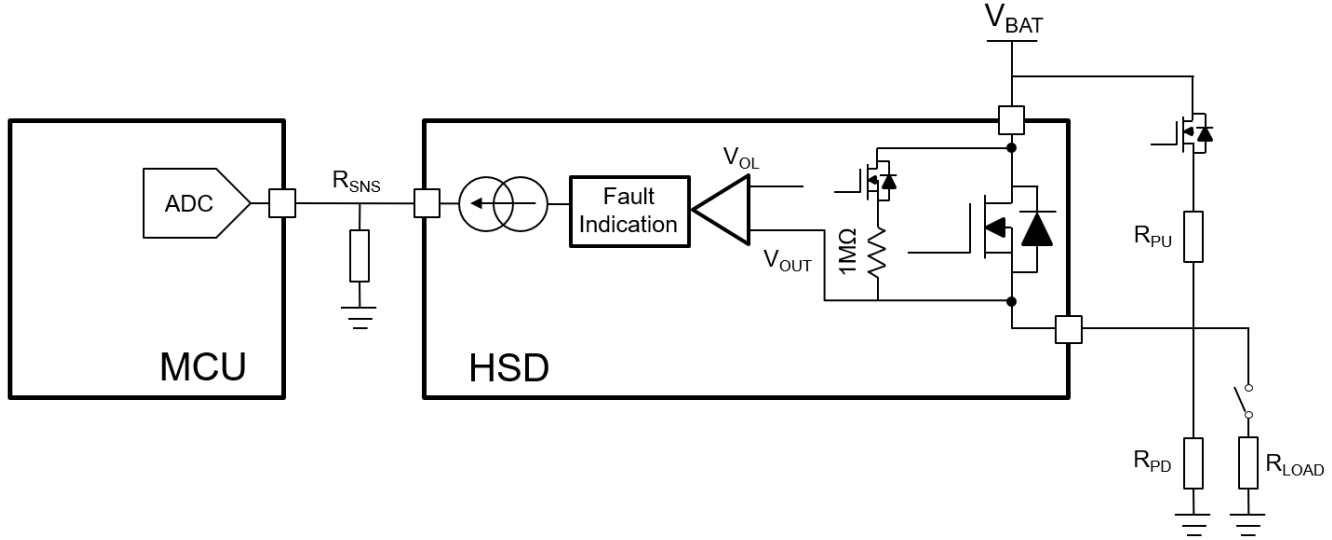 V_BAT
ADC
R_SNS
Fault
Indication
V_OL
V_OUT
1MΩ
R_PU
R_PD
R_LOAD
MCU
HSD